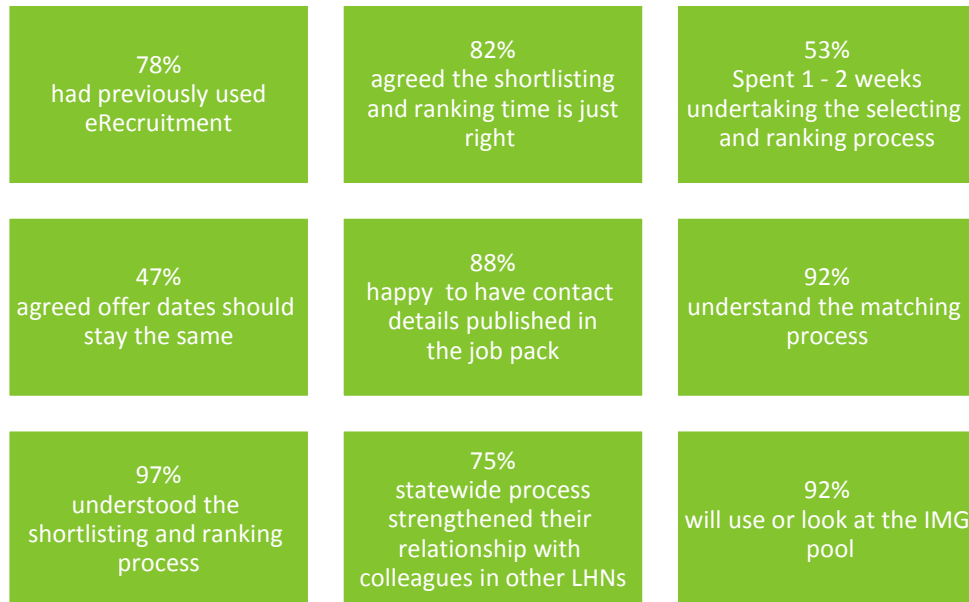 78%
had previously used
eRecruitment
82%
agreed the shortlisting
and ranking time is just
right
53%
Spent 1 - 2 weeks
undertaking the selecting
and ranking process
47%
agreed offer dates should
stay the same
88%
happy  to have contact
details published in
the job pack
92%
understand the matching
process
97%
understood the
shortlisting and ranking
process
75%
statewide process
strengthened their
relationship with
colleagues in other LHNs
92%
will use or look at the IMG
pool